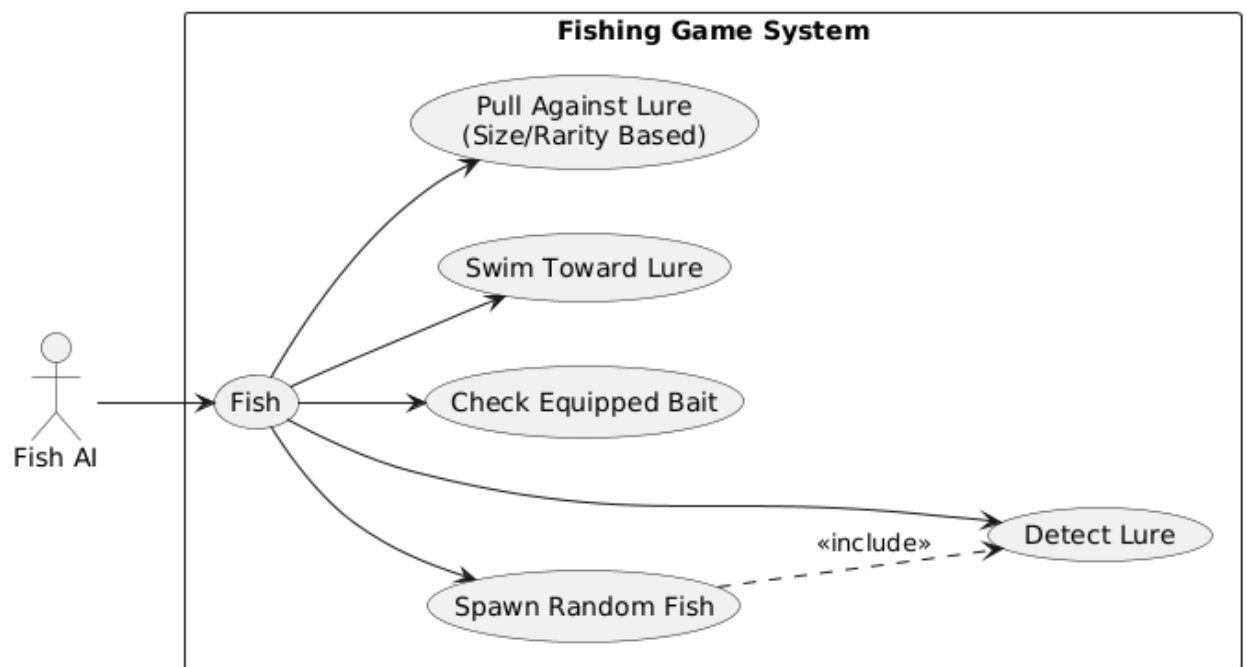 Fishing Game System
Pull Against Lure
(Size/Rarity Based)
Swim Toward Lure
Fish
Check Equipped Bait
Fish AI
«include»
Detect Lure
Spawn Random Fish